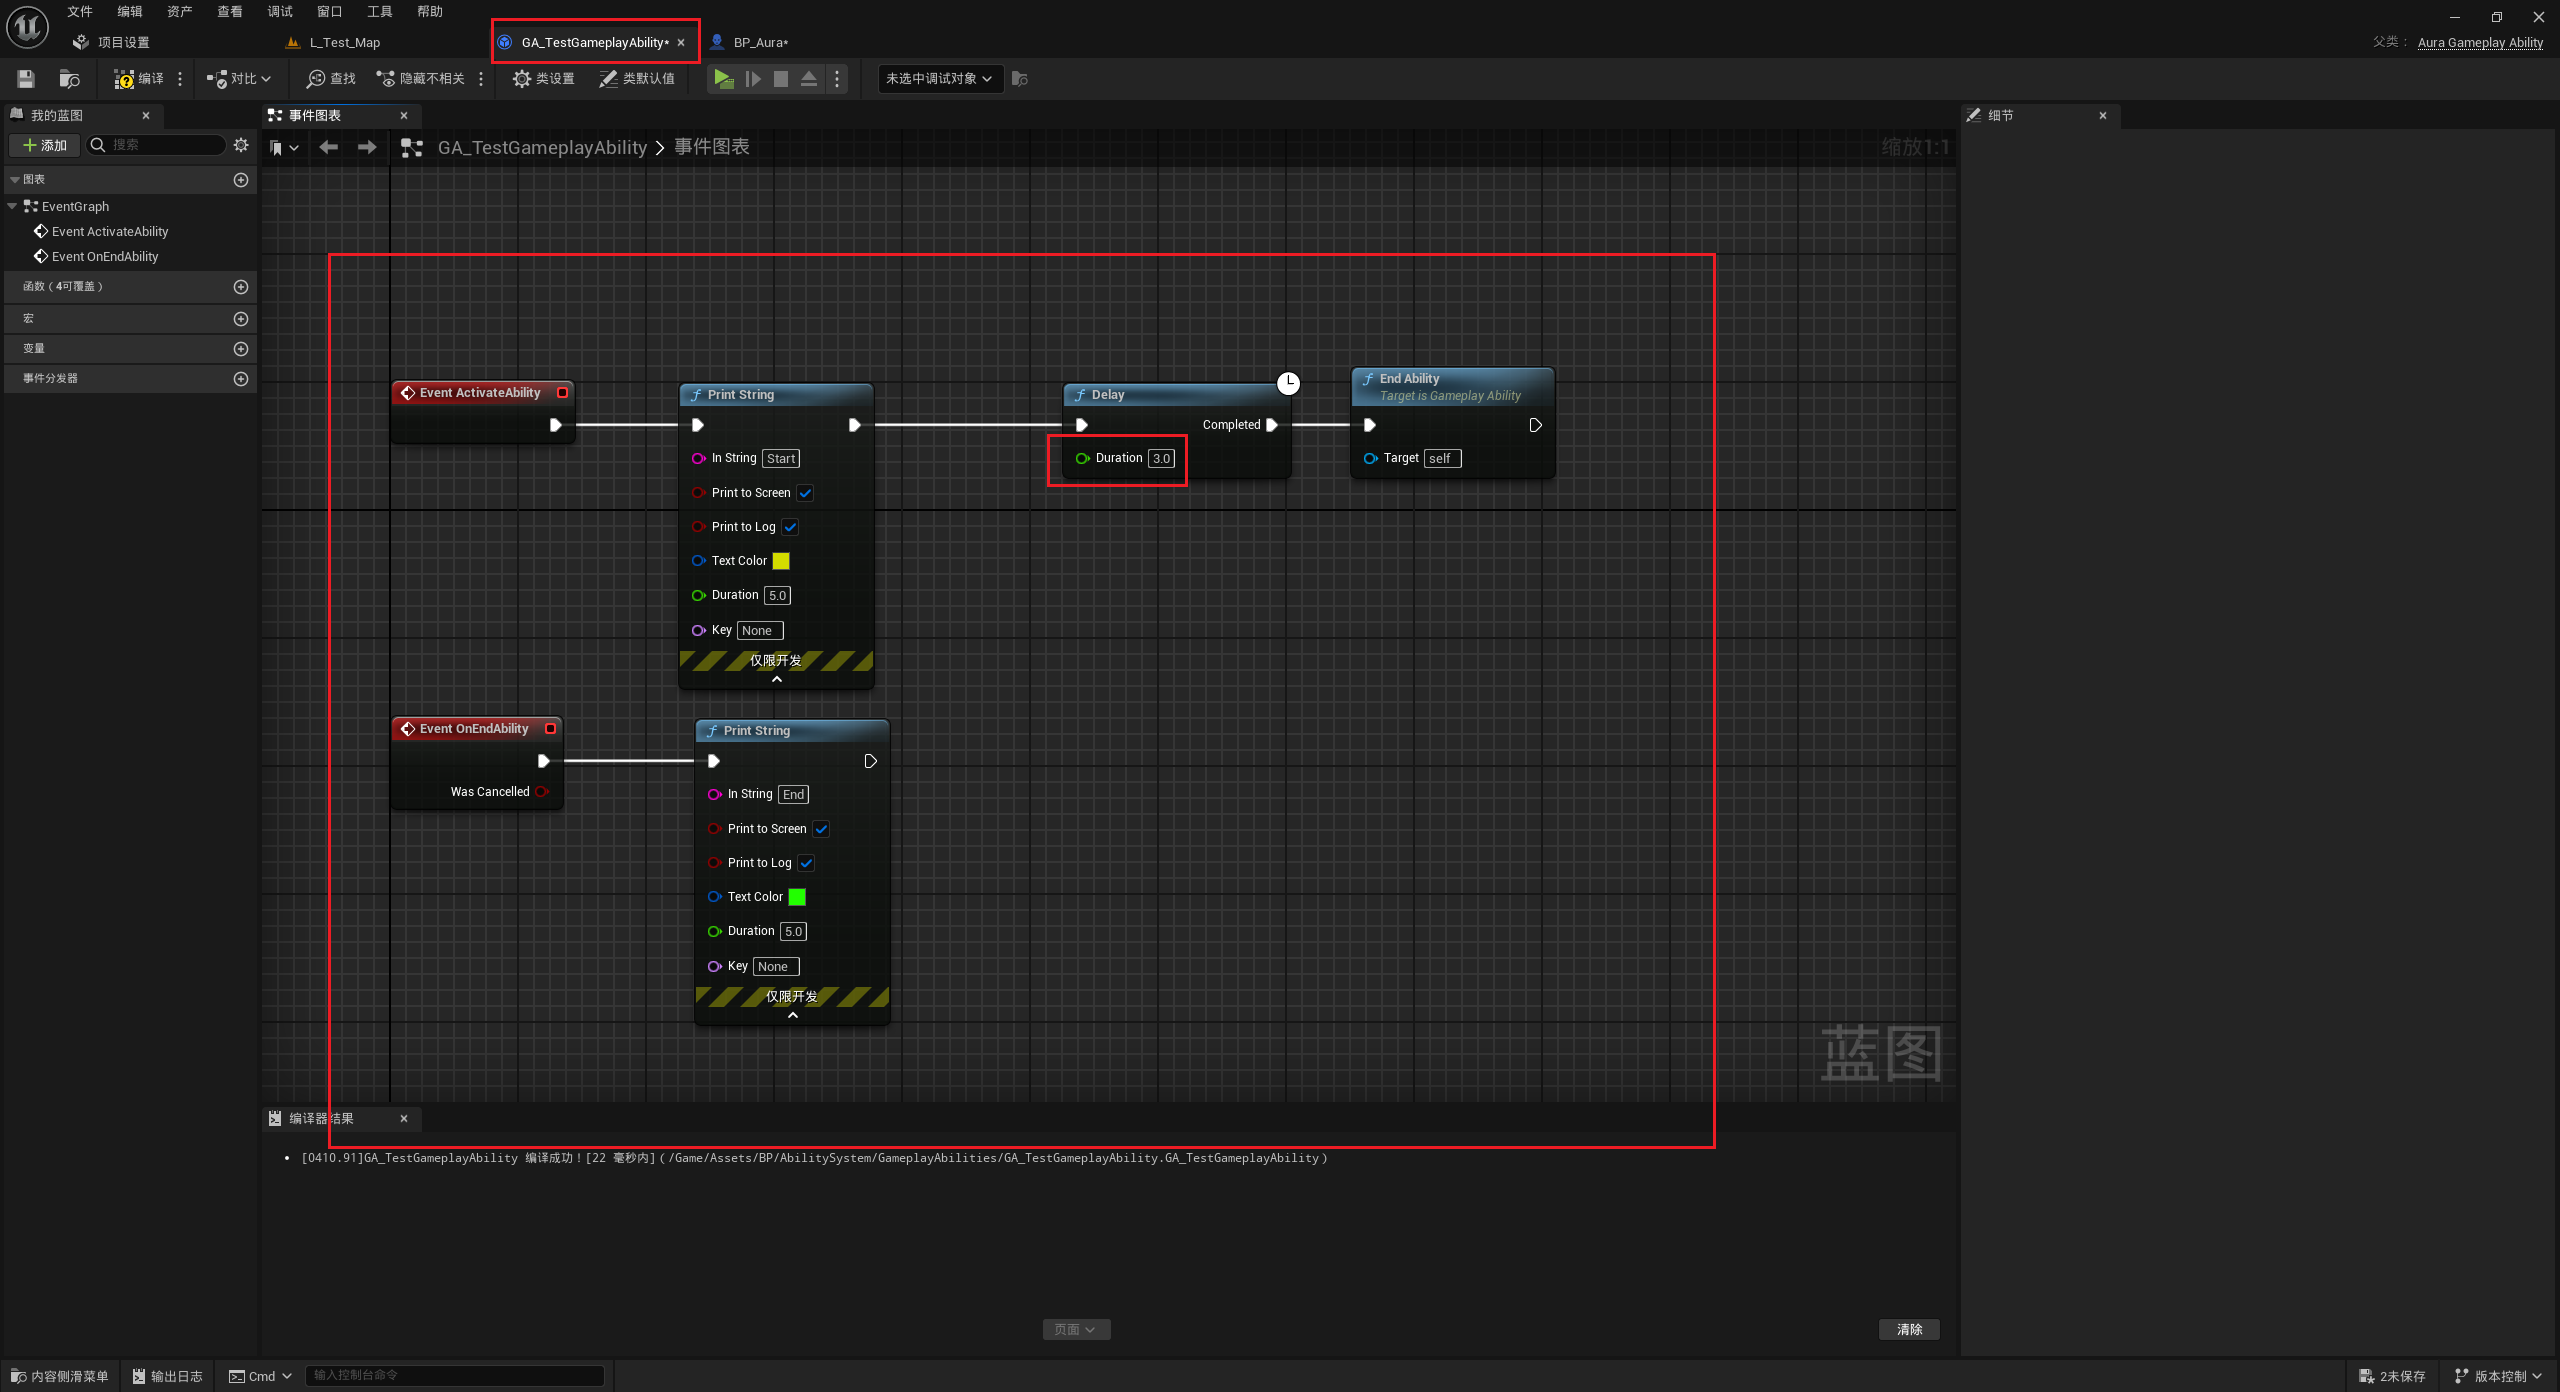 文件 编辑 资产 查看 调试 窗口 工具 帮助
项目设置 L_Test_Map GA_TestGameplayAbility* BP_Aura* 父类： Aura Gameplay Ability
编译 对比 查找 隐藏不相关 类设置 类默认值 未选中调试对象
我的蓝图 事件图表 细节
添加 搜索 GA_TestGameplayAbility 事件图表 缩放1:1
图表
EventGraph
Event ActivateAbility
Event OnEndAbility
函数（4可覆盖）
宏
变量
事件分发器
Event ActivateAbility
Print String
In String Start
Print to Screen
Print to Log
Text Color
Duration 5.0
Key None
仅限开发
Delay
Completed
Duration 3.0
End Ability
Target is Gameplay Ability
Target self
Event OnEndAbility
Was Cancelled
Print String
In String End
Print to Screen
Print to Log
Text Color
Duration 5.0
Key None
仅限开发
蓝图
编译器结果
[0410.91]GA_TestGameplayAbility 编译成功！[22 毫秒内]（/Game/Assets/BP/AbilitySystem/GameplayAbilities/GA_TestGameplayAbility.GA_TestGameplayAbility）
页面 清除
内容侧滑菜单 输出日志 Cmd 输入控制台命令 2未保存 版本控制